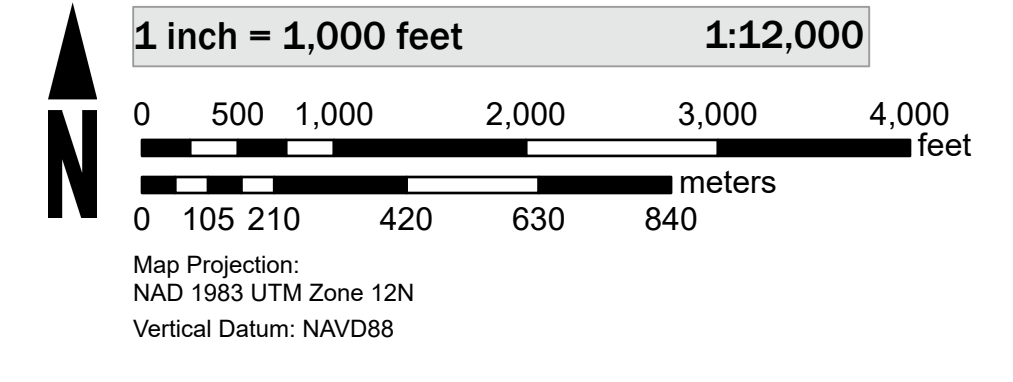 1 inch = 1,000 feet 1:12,000
0 500 1,000 2,000 3,000 4,000
feet
meters
0 105 210 420 630 840
N
Map Projection:
NAD 1983 UTM Zone 12N
Vertical Datum: NAVD88